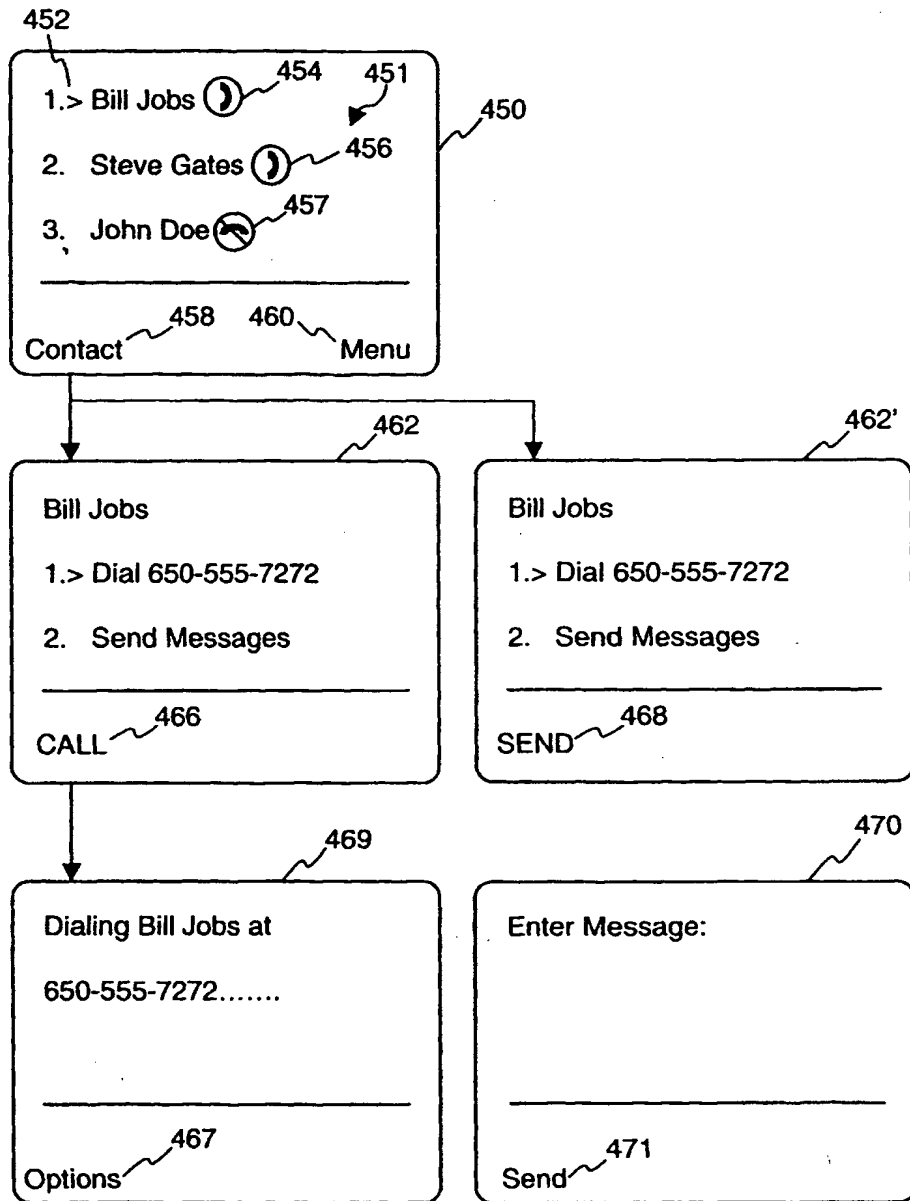 452
1.> Bill Jobs 454 451
450
2. Steve Gates 456
3. John Doe 457
458 460
Contact Menu
462
Bill Jobs
1.> Dial 650-555-7272
2. Send Messages
466
CALL
462'
Bill Jobs
1.> Dial 650-555-7272
2. Send Messages
468
SEND
469
Dialing Bill Jobs at
650-555-7272.......
467
Options
470
Enter Message:
471
Send